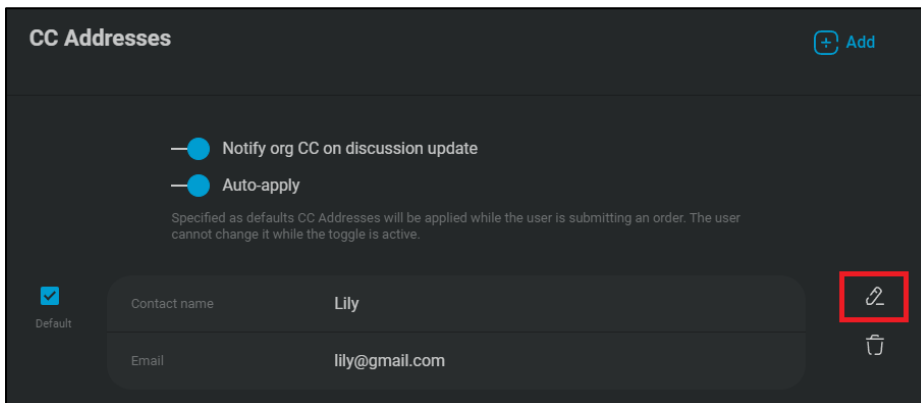 CC Addresses
Add
Notify org CC on discussion update
Auto-apply
Specified as defaults CC Addresses will be applied while the user is submitting an order. The user
cannot change it while the toggle is active.
Default
Contact name Lily
Email lily@gmail.com